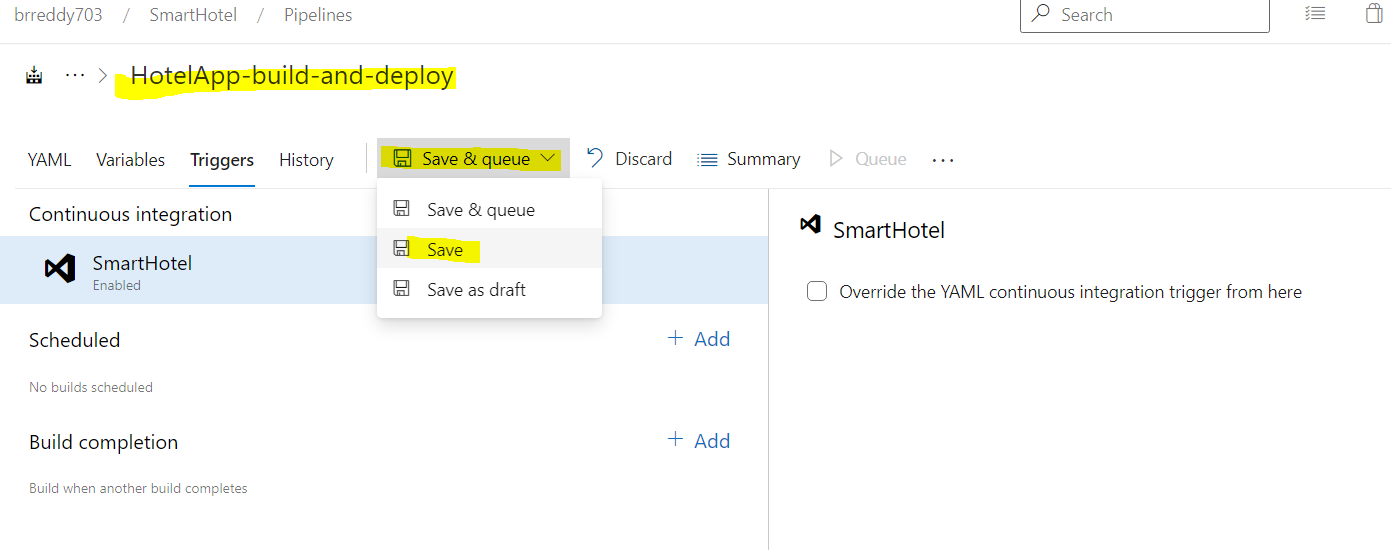 brreddy703 / SmartHotel / Pipelines
Search
··· > HotelApp-build-and-deploy
YAML Variables Triggers History Save & queue Discard Summary Queue ···
Continuous integration
SmartHotel
Enabled
Save & queue
Save
Save as draft
Scheduled
+ Add
No builds scheduled
Build completion
+ Add
Build when another build completes
SmartHotel
Override the YAML continuous integration trigger from here